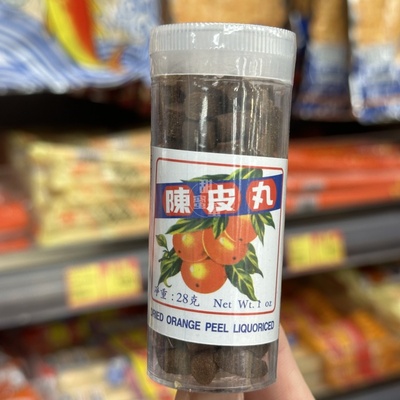 陳皮丸
淨重:28克 Net Wt. 1 oz
DRIED ORANGE PEEL LIQUORICED